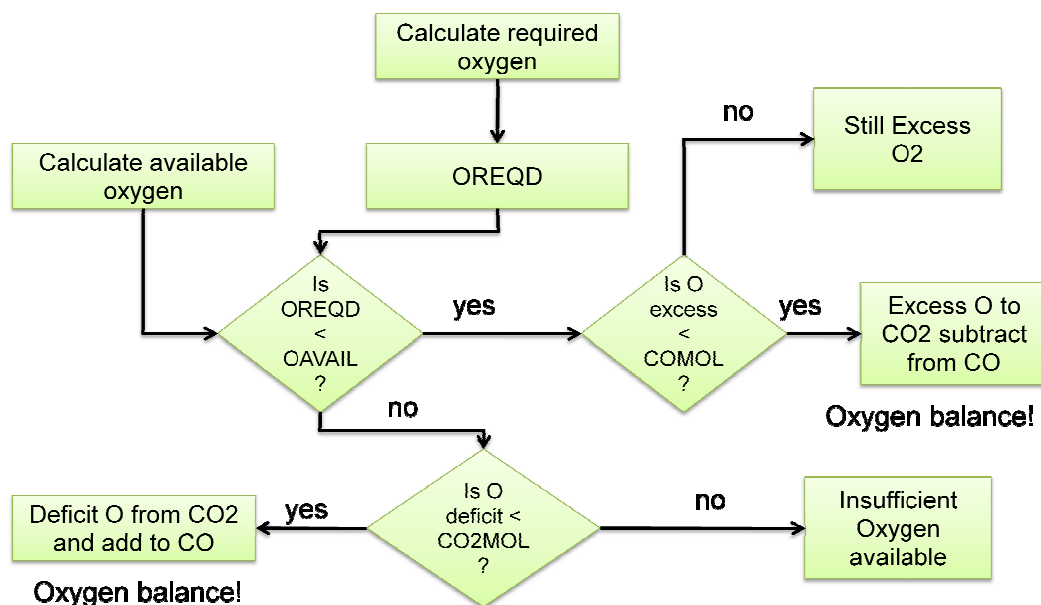 Calculate required
oxygen
no
Still Excess
O2
Calculate available
oxygen
OREQD
Is
OREQD
<
OAVAIL
?
yes
Is O
excess
<
COMOL
?
yes
Excess O to
CO2 subtract
from CO
Oxygen balance!
no
Deficit O from CO2
and add to CO
yes
Is O
deficit <
CO2MOL
?
no
Insufficient
Oxygen
available
Oxygen balance!